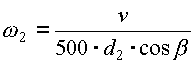 ω₂ = v / (500 · d₂ · cos β)